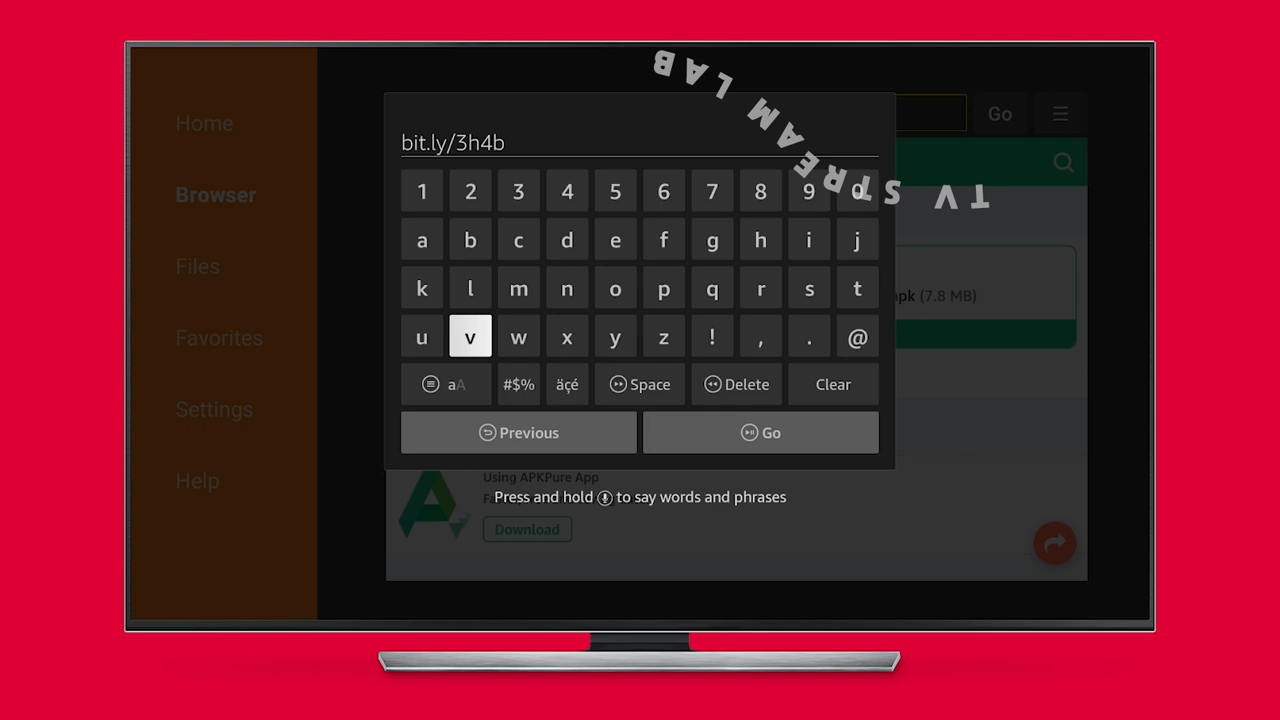 TV STREAM LAB
Home
Browser
Files
Favorites
Settings
Help
Go
bit.ly/3h4b
1 2 3 4 5 6 7 8 9 0
a b c d e f g h i j
k l m n o p q r s t
u v w x y z ! , . @
aA #$% äçé Space Delete Clear
Previous Go
pk (7.8 MB)
Using APKPure App
Press and hold to say words and phrases
Download